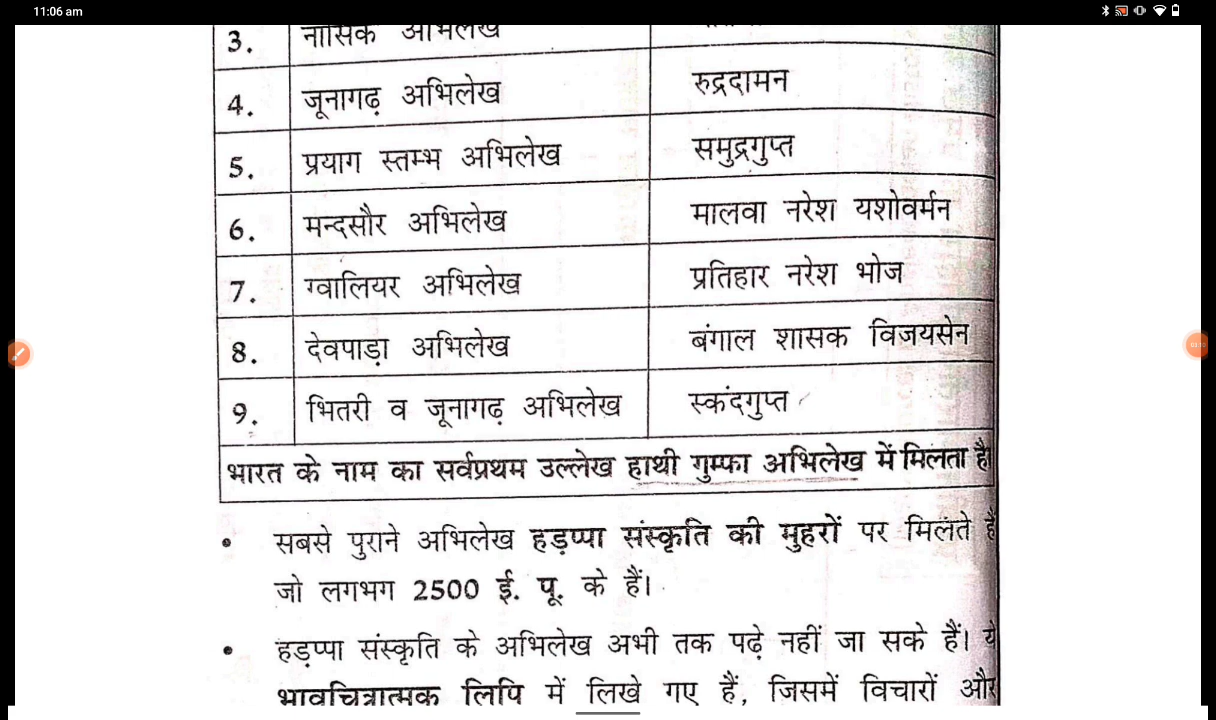 11:06 am
3. नासिक अभिलेख
4. जूनागढ़ अभिलेख रुद्रदामन
5. प्रयाग स्तम्भ अभिलेख समुद्रगुप्त
6. मन्दसौर अभिलेख मालवा नरेश यशोवर्मन
7. ग्वालियर अभिलेख प्रतिहार नरेश भोज
8. देवपाड़ा अभिलेख बंगाल शासक विजयसेन
9. भितरी व जूनागढ़ अभिलेख स्कंदगुप्त
भारत के नाम का सर्वप्रथम उल्लेख हाथी गुम्फा अभिलेख में मिलता है।
• सबसे पुराने अभिलेख हड़प्पा संस्कृति की मुहरों पर मिलते हैं
जो लगभग 2500 ई. पू. के हैं।
• हड़प्पा संस्कृति के अभिलेख अभी तक पढ़े नहीं जा सके हैं। ये
भावचित्रात्मक लिपि में लिखे गए हैं, जिसमें विचारों और